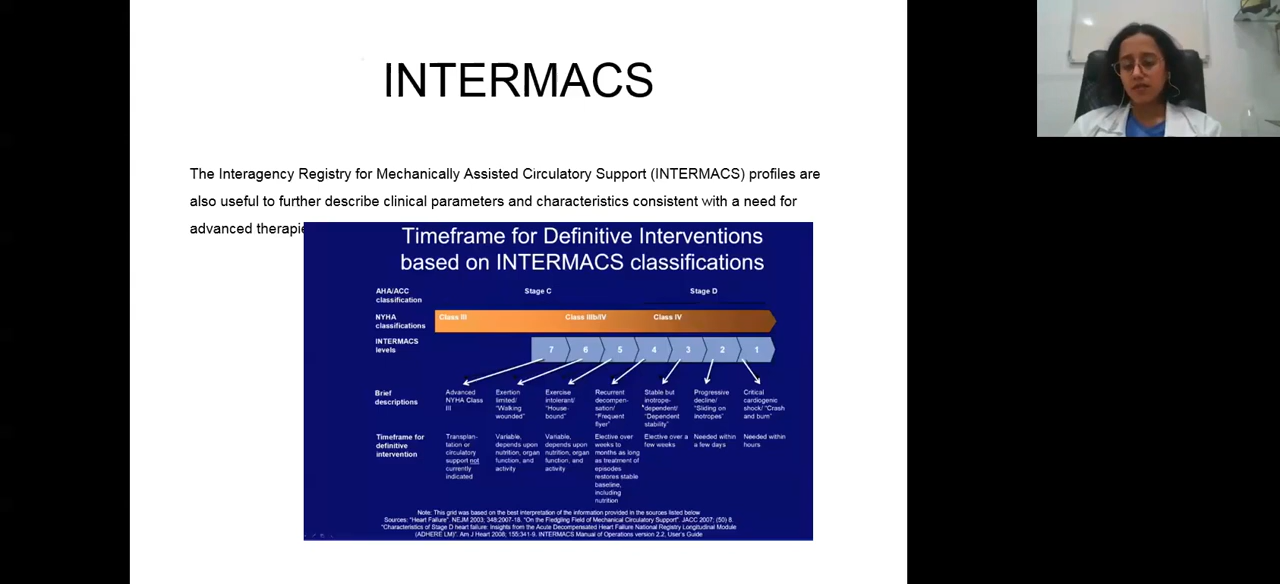 INTERMACS
The Interagency Registry for Mechanically Assisted Circulatory Support (INTERMACS) profiles are
also useful to further describe clinical parameters and characteristics consistent with a need for
advanced therapie
Timeframe for Definitive Interventions
based on INTERMACS classifications
AHA/ACC
classification
Stage C
Stage D
NYHA
classifications
Class III
Class IIIb/IV
Class IV
INTERMACS
levels
7
6
5
4
3
2
1
Brief
descriptions
Advanced
NYHA Class
III
Exertion
limited/
"Walking
wounded"
Exercise
intolerant/
"House-
bound"
Recurrent
decompen-
sation/
"Frequent
flyer"
Stable but
inotrope-
dependent/
"Dependent
stability"
Progressive
decline/
"Sliding on
inotropes"
Critical
cardiogenic
shock/ "Crash
and burn"
Timeframe for
definitive
intervention
Transplan-
tation or
circulatory
support not
currently
indicated
Variable,
depends upon
nutrition, organ
function, and
activity
Variable,
depends upon
nutrition, organ
function, and
activity
Elective over
weeks to
months as long
as treatment of
episodes
restores stable
baseline,
including
nutrition
Elective over a
few weeks
Needed within
a few days
Needed within
hours
Note: This grid was based on the best interpretation of the information provided in the sources listed below
Sources: "Heart Failure". NEJM 2003; 348:2007-18. "On the Fledgling Field of Mechanical Circulatory Support". JACC 2007; (50) 8.
"Characteristics of Stage D heart failure: Insights from the Acute Decompensated Heart Failure National Registry Longitudinal Module
(ADHERE LM)". Am J Heart 2008; 155:341-9. INTERMACS Manual of Operations version 2.2, User's Guide